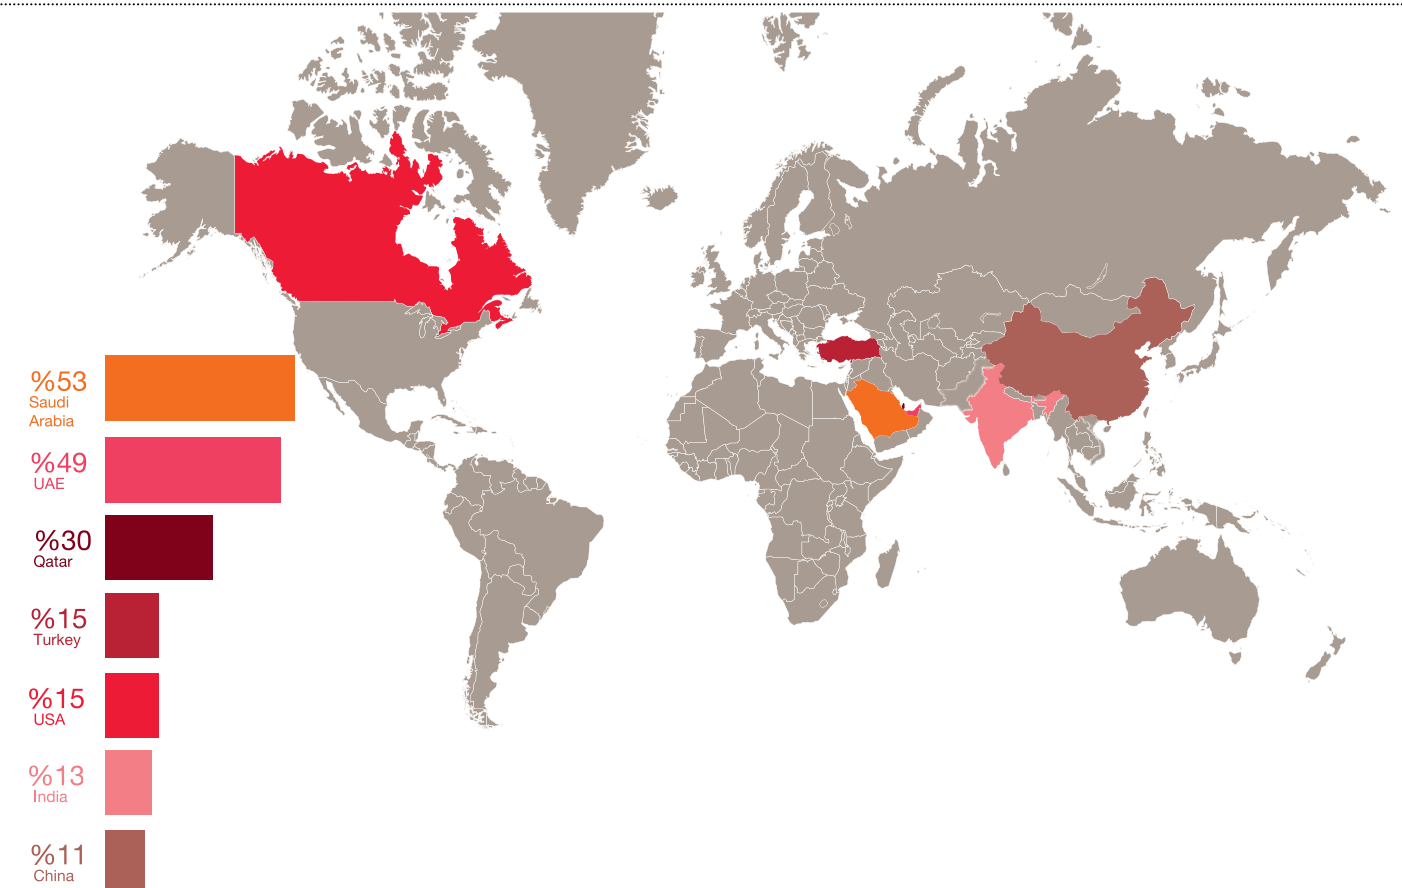 %53
Saudi
Arabia
%49
UAE
%30
Qatar
%15
Turkey
%15
USA
%13
India
%11
China